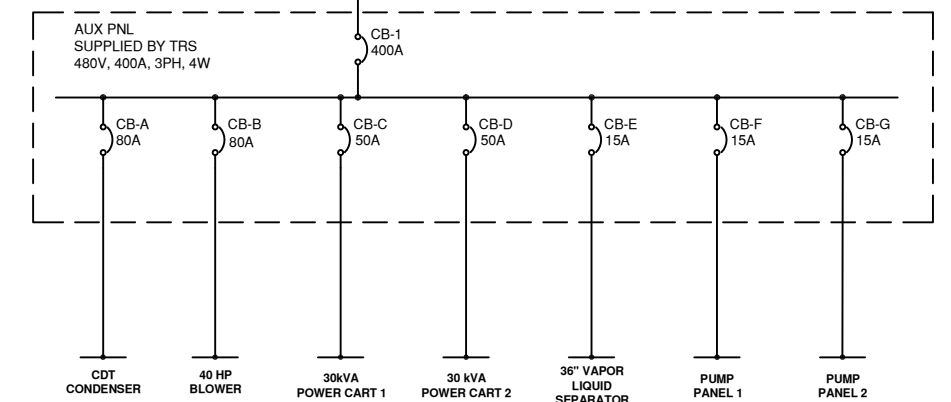 AUX PNL
SUPPLIED BY TRS
480V, 400A, 3PH, 4W
CB-1
400A
CB-A
80A
CB-B
80A
CB-C
50A
CB-D
50A
CB-E
15A
CB-F
15A
CB-G
15A
CDT
CONDENSER
40 HP
BLOWER
30kVA
POWER CART 1
30 kVA
POWER CART 2
36" VAPOR
LIQUID
SEPARATOR
PUMP
PANEL 1
PUMP
PANEL 2